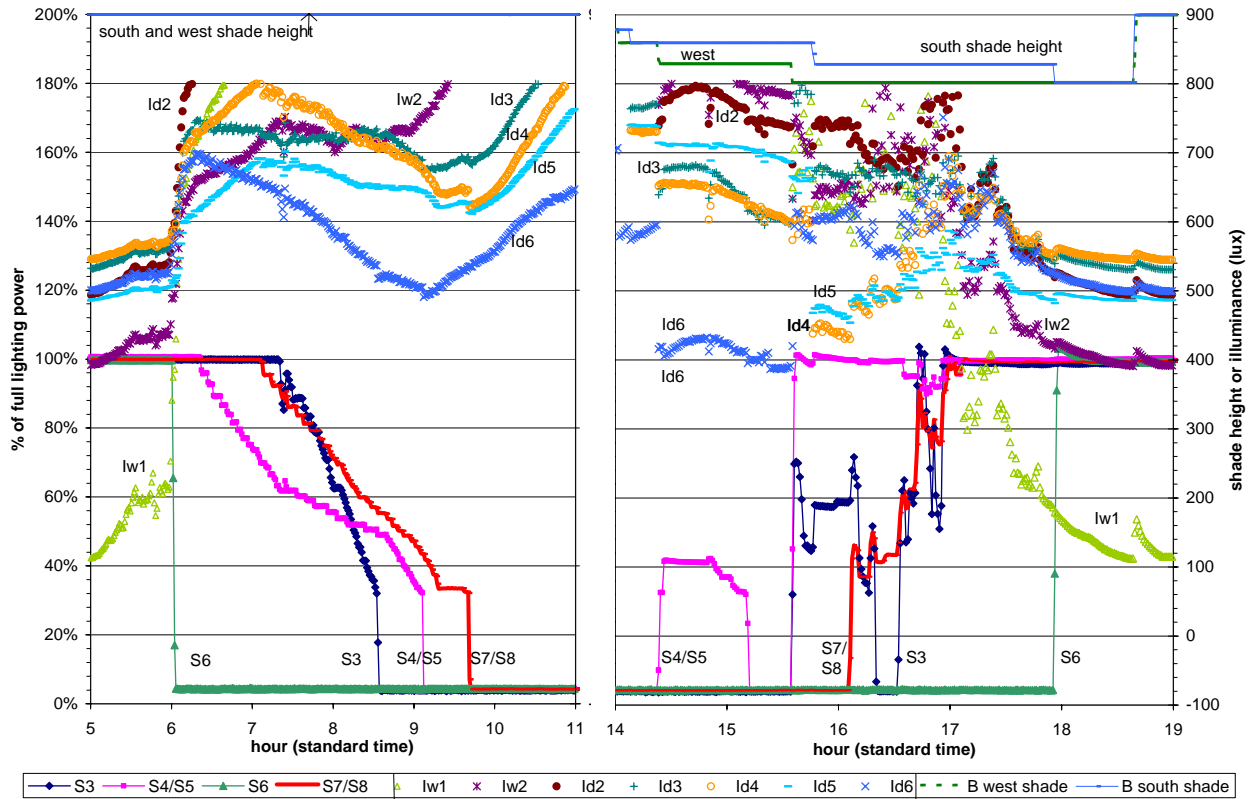 200%
180%
160%
140%
120%
100%
80%
60%
40%
20%
0%
% of full lighting power
south and west shade height
Id2
Iw2
Id3
Id4
Id5
Id6
Iw1
S6
S3
S4/S5
S7/S8
5 6 7 8 9 10 11
hour (standard time)
west
south shade height
Id2
Id3
Id5
Id4
Id6
Id6
Iw2
Iw1
S4/S5
S7/
S8
S3
S6
14 15 16 17 18 19
hour (standard time)
900
800
700
600
500
400
300
200
100
0
-100
shade height or illuminance (lux)
S3 S4/S5 S6 S7/S8 Iw1 Iw2 Id2 Id3 Id4 Id5 Id6 B west shade B south shade